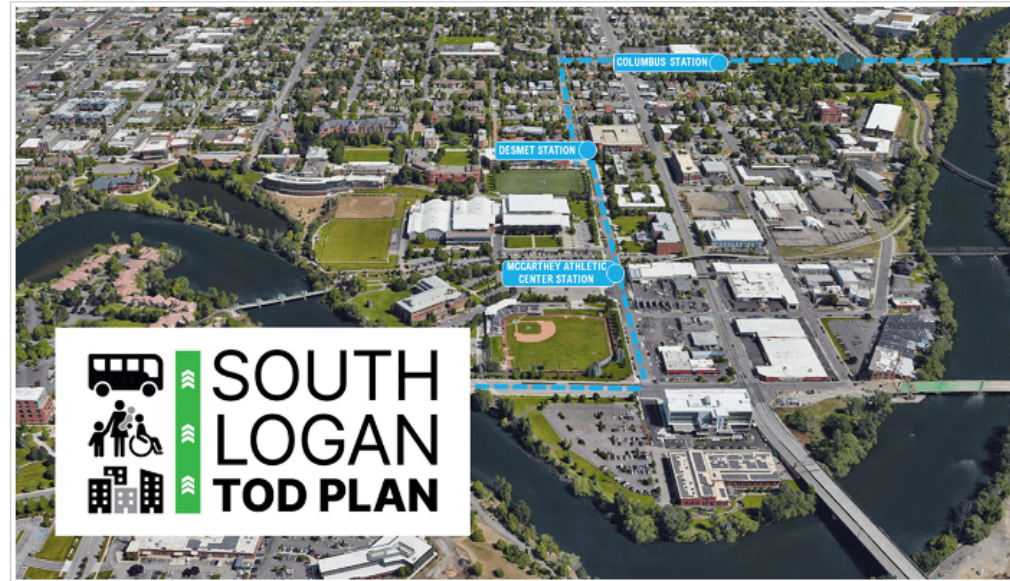 COLUMBUS STATION
DESMET STATION
MCCARTHEY ATHLETIC
CENTER STATION
SOUTH
LOGAN
TOD PLAN